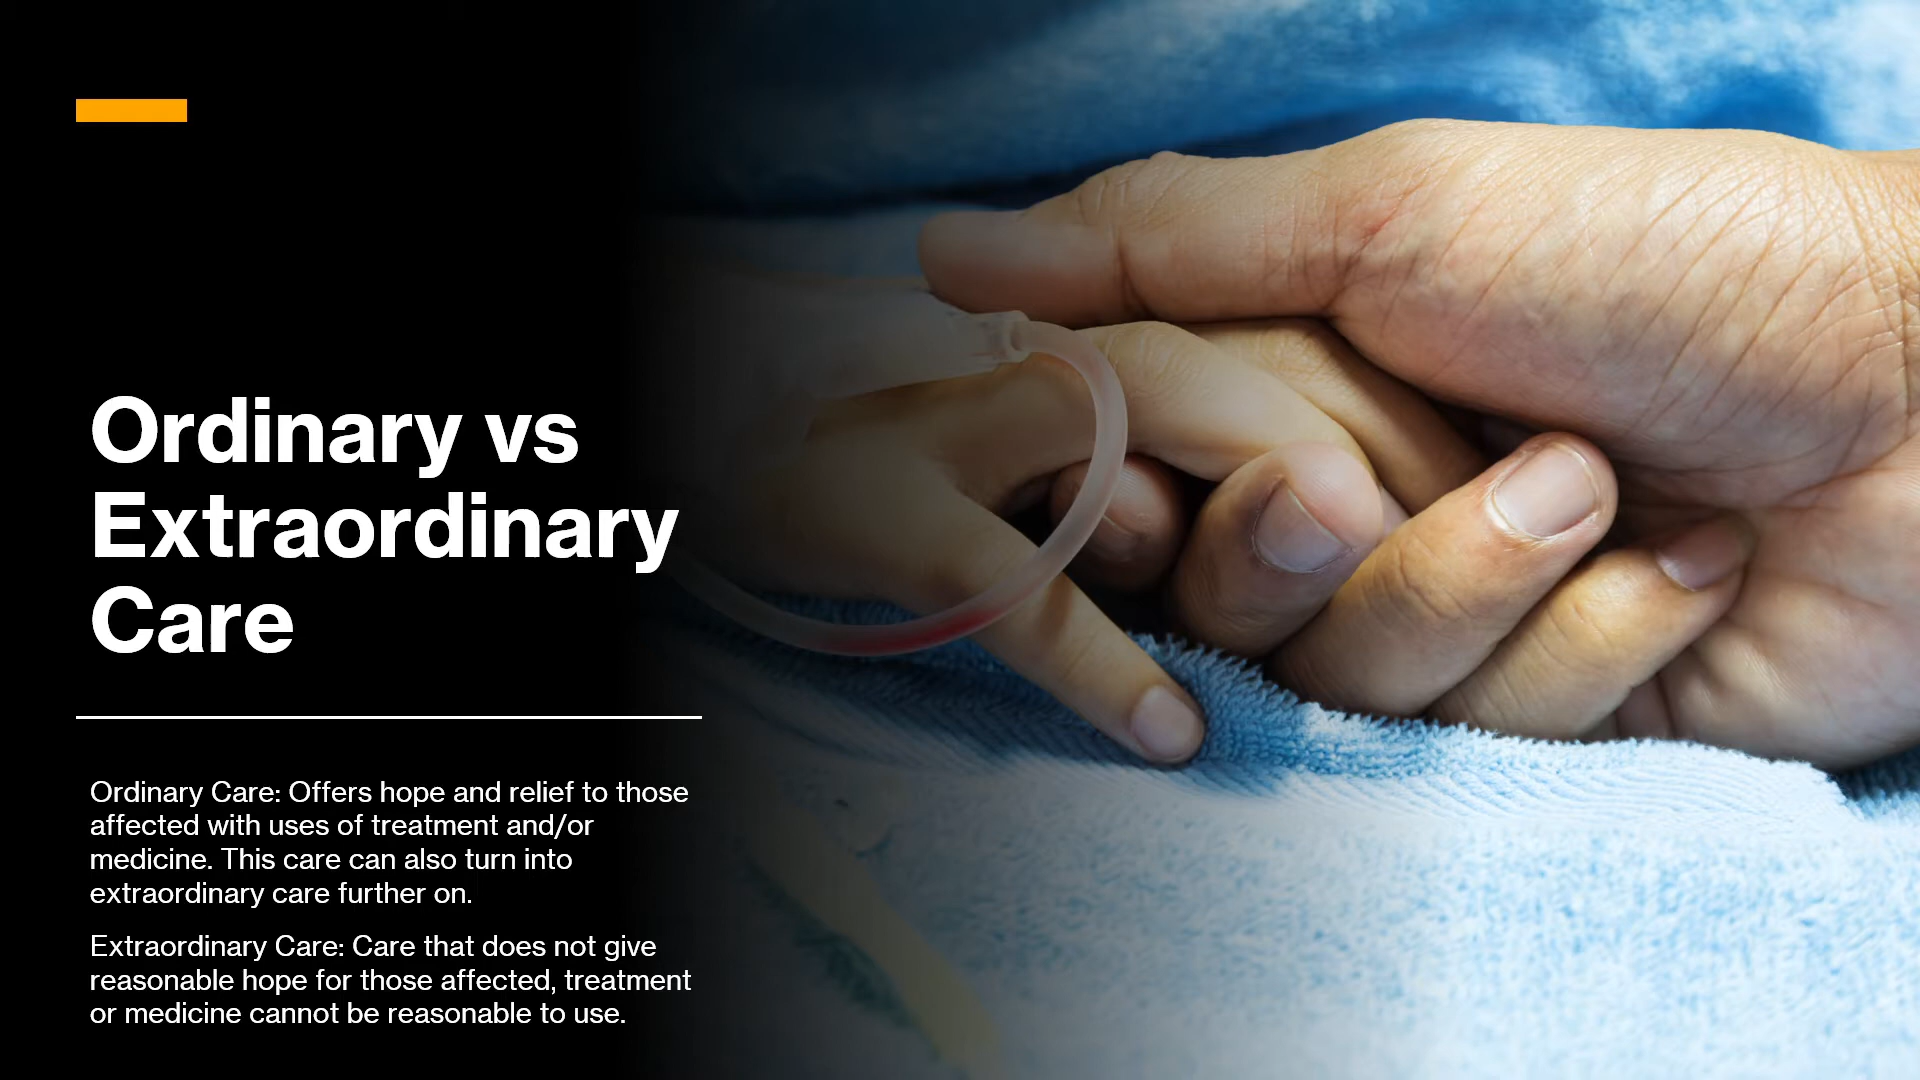 Ordinary vs
Extraordinary
Care
Ordinary Care: Offers hope and relief to those
affected with uses of treatment and/or
medicine. This care can also turn into
extraordinary care further on.
Extraordinary Care: Care that does not give
reasonable hope for those affected, treatment
or medicine cannot be reasonable to use.